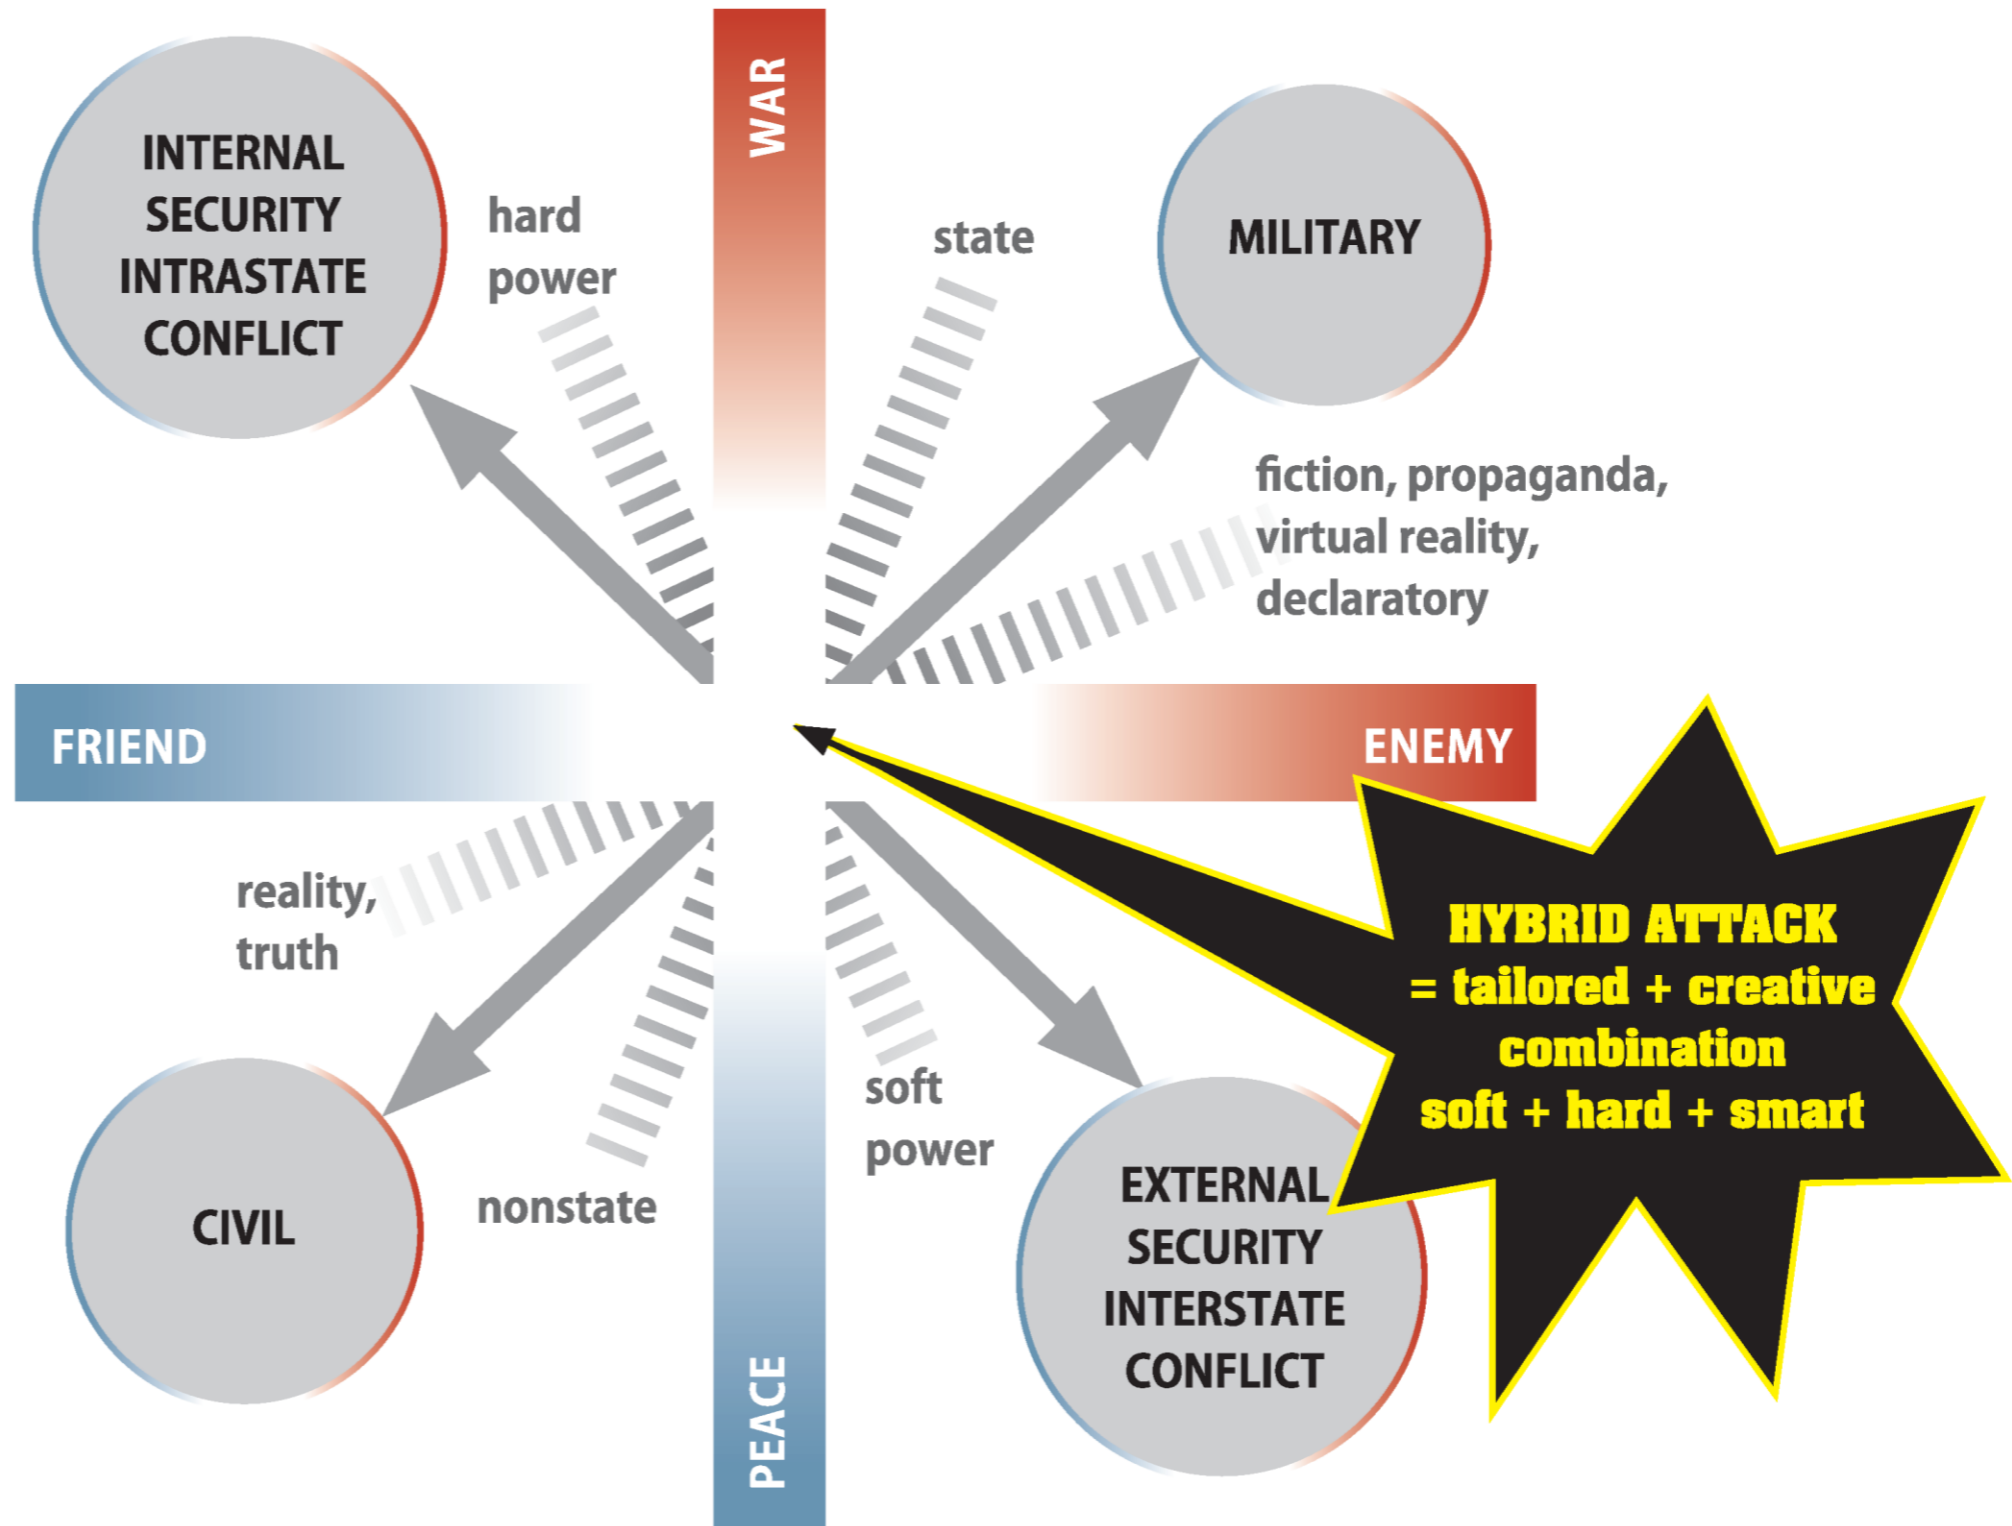 WAR
INTERNAL
SECURITY
INTRASTATE
CONFLICT
hard
power
state
MILITARY
fiction, propaganda,
virtual reality,
declaratory
FRIEND
ENEMY
reality,
truth
HYBRID ATTACK
= tailored + creative
combination
soft + hard + smart
soft
power
nonstate
CIVIL
EXTERNAL
SECURITY
INTERSTATE
CONFLICT
PEACE